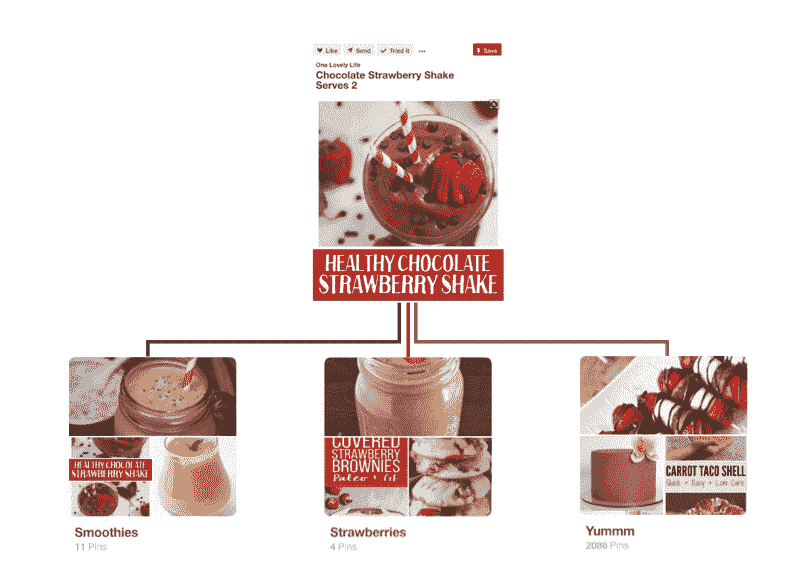 Like Send Tried it ... Save
One Lovely Life
Chocolate Strawberry Shake
Serves 2
HEALTHY CHOCOLATE
STRAWBERRY SHAKE
HEALTHY CHOCOLATE
STRAWBERRY SHAKE
Smoothies
11 Pins
COVERED
STRAWBERRY
BROWNIES
Paleo + GF
Strawberries
4 Pins
CARROT TACO SHELL
Quick • Easy • Low Carb
Yummm
2088 Pins